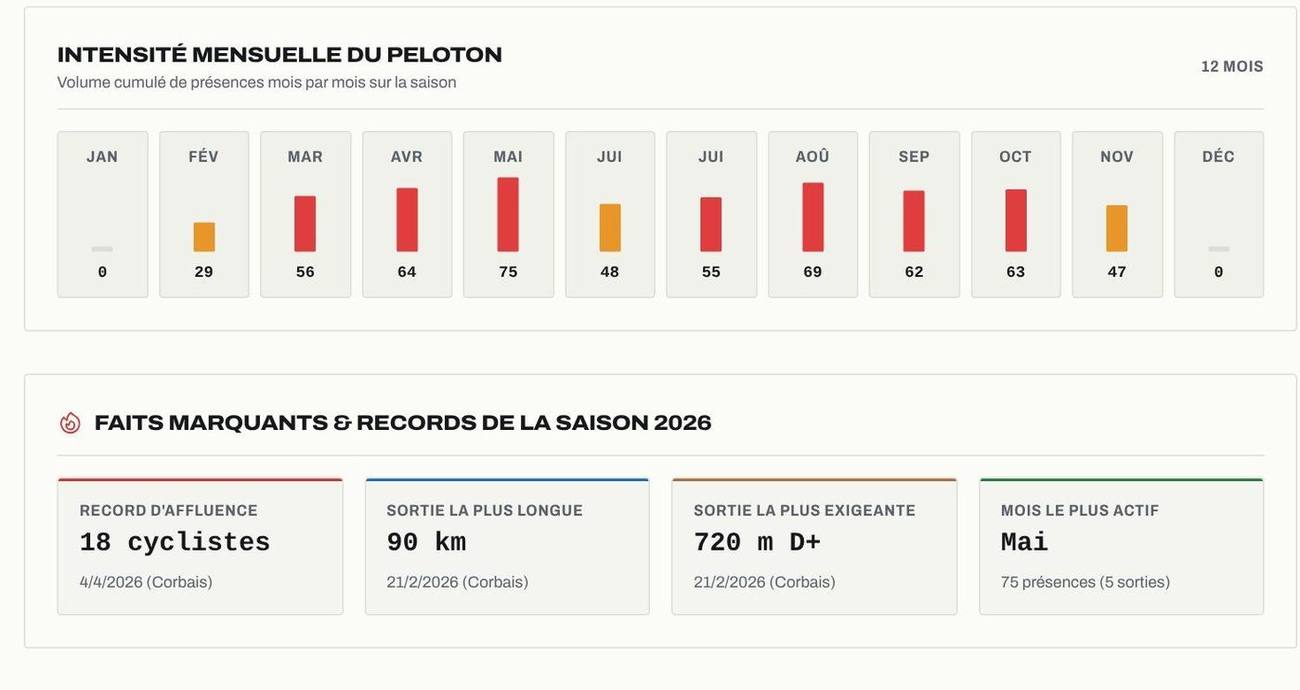 INTENSITÉ MENSUELLE DU PELOTON
Volume cumulé de présences mois par mois sur la saison
12 MOIS
JAN FÉV MAR AVR MAI JUI JUI AOÛ SEP OCT NOV DÉC
0 29 56 64 75 48 55 69 62 63 47 0
FAITS MARQUANTS & RECORDS DE LA SAISON 2026
RECORD D'AFFLUENCE
18 cyclistes
4/4/2026 (Corbais)
SORTIE LA PLUS LONGUE
90 km
21/2/2026 (Corbais)
SORTIE LA PLUS EXIGEANTE
720 m D+
21/2/2026 (Corbais)
MOIS LE PLUS ACTIF
Mai
75 présences (5 sorties)